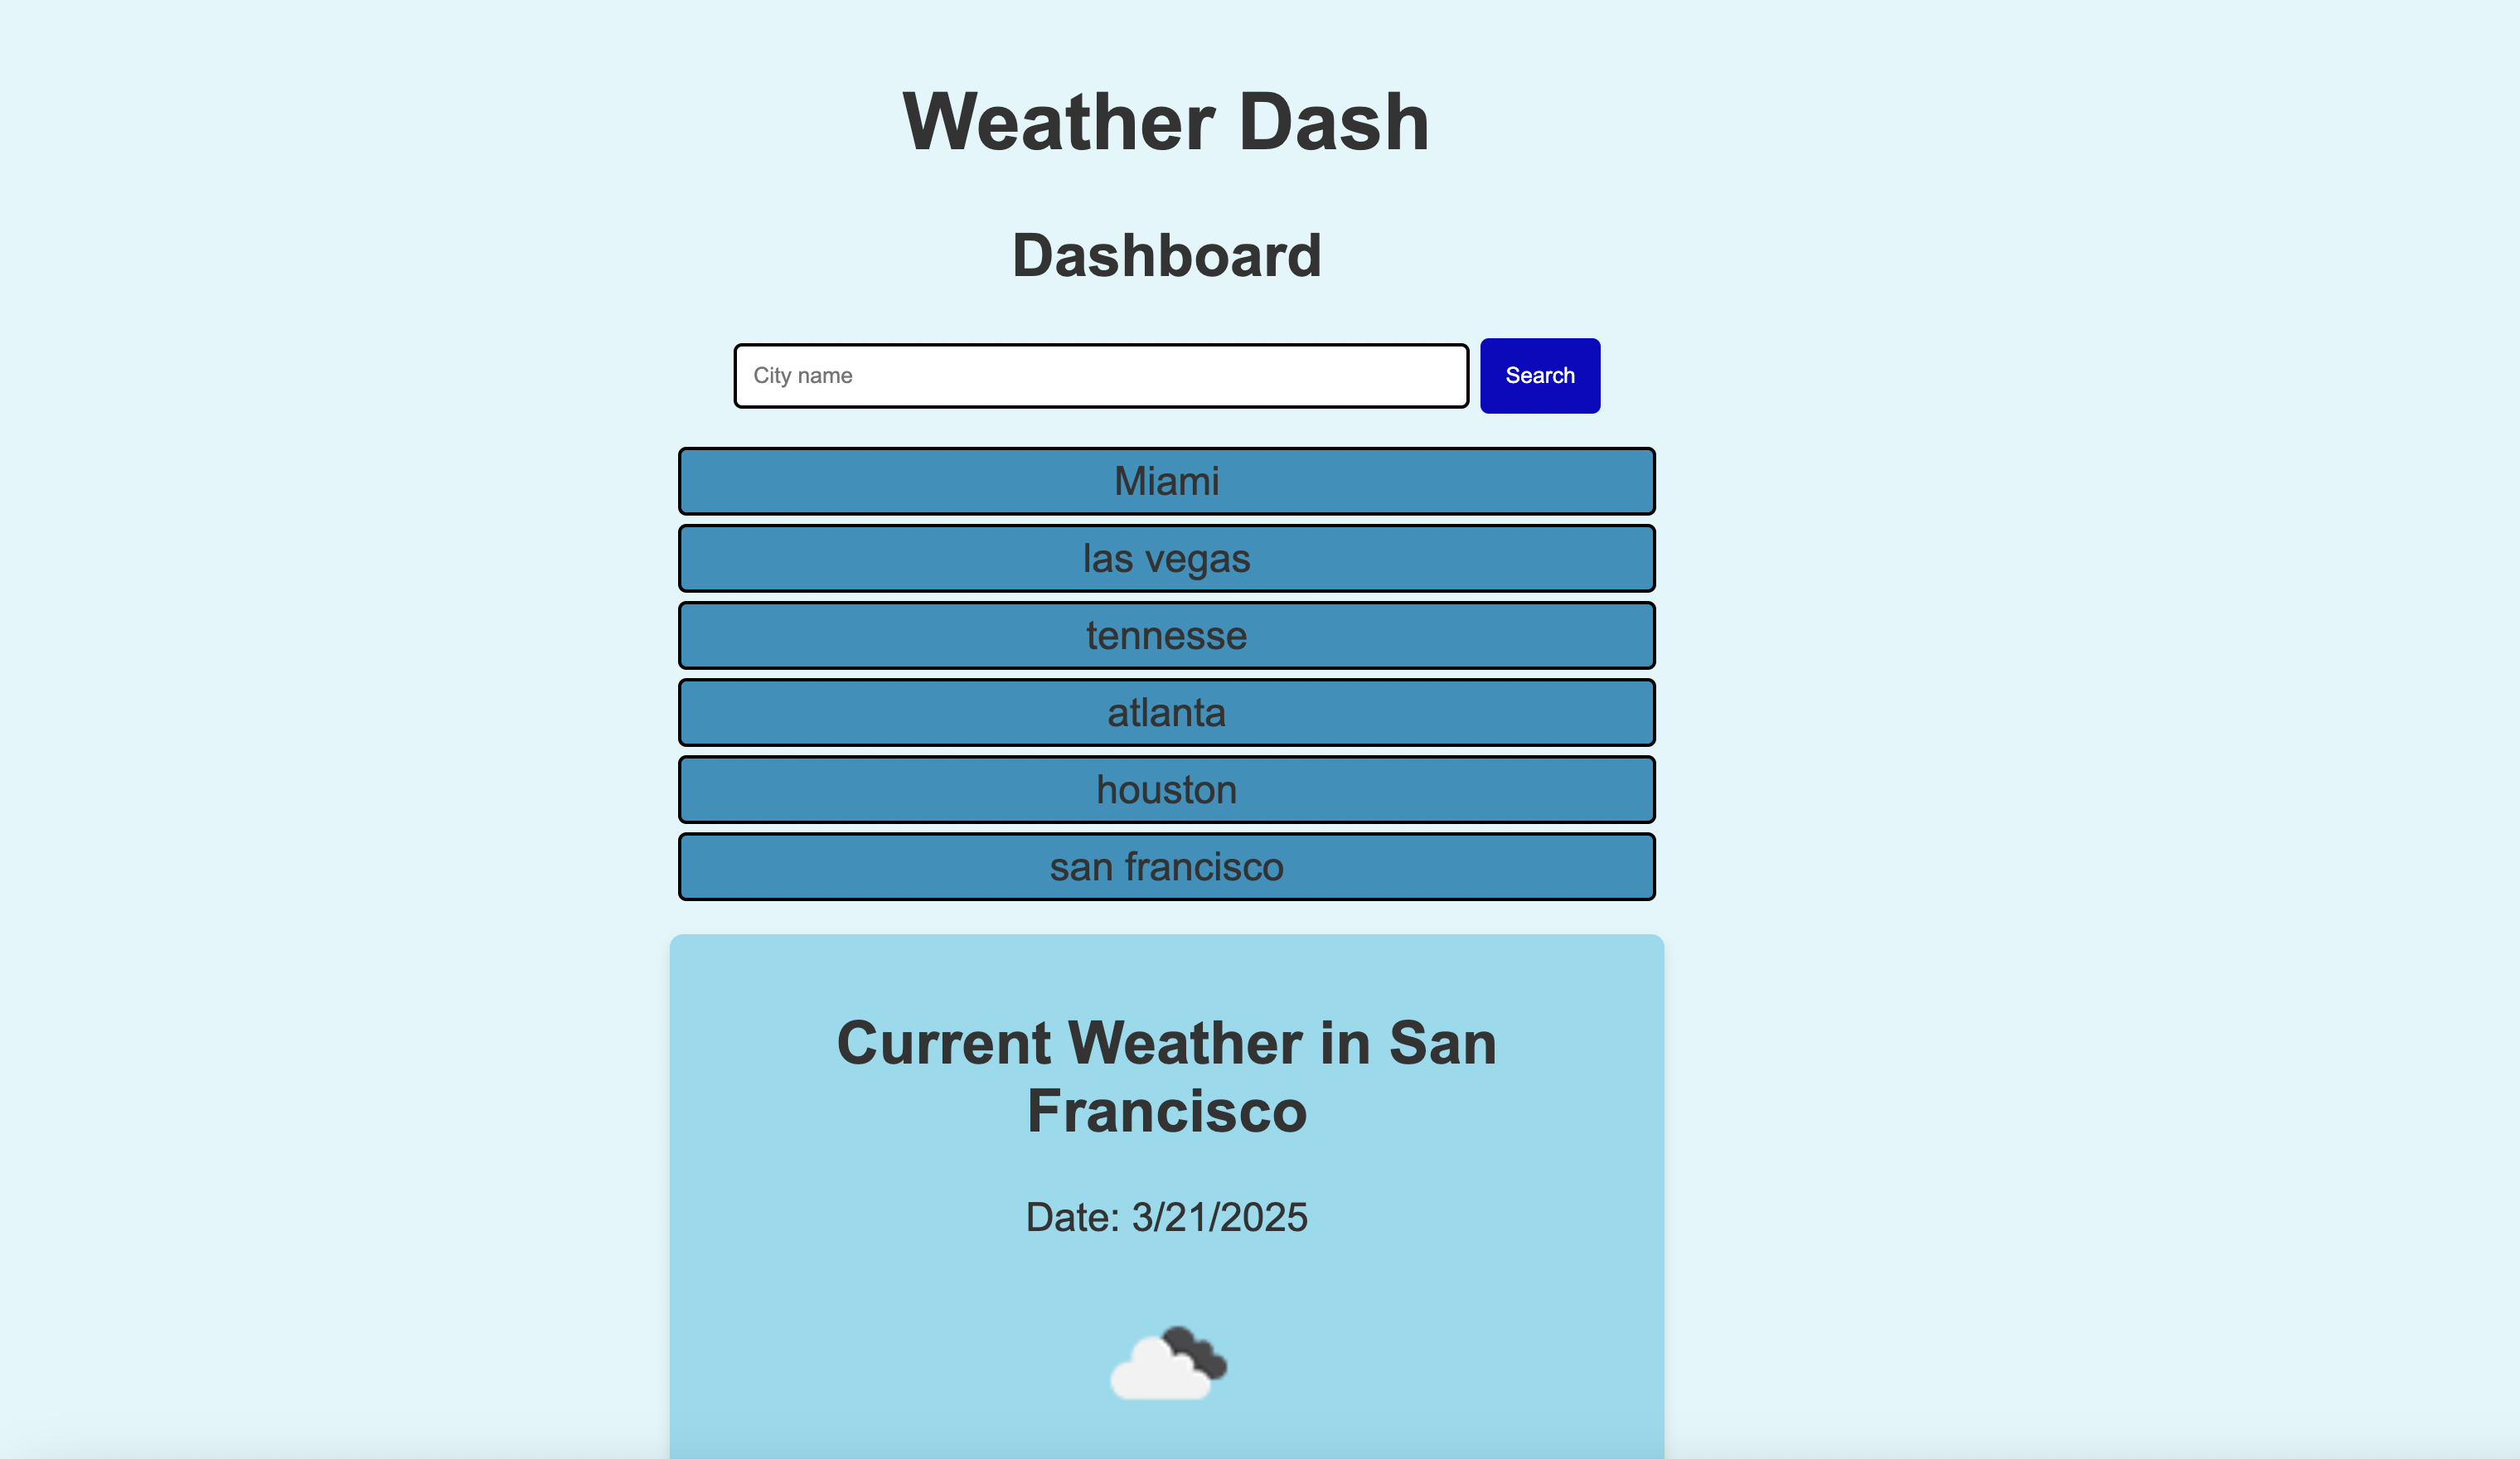 Weather Dash
Dashboard
City name
Search
Miami
las vegas
tennesse
atlanta
houston
san francisco
Current Weather in San
Francisco
Date: 3/21/2025